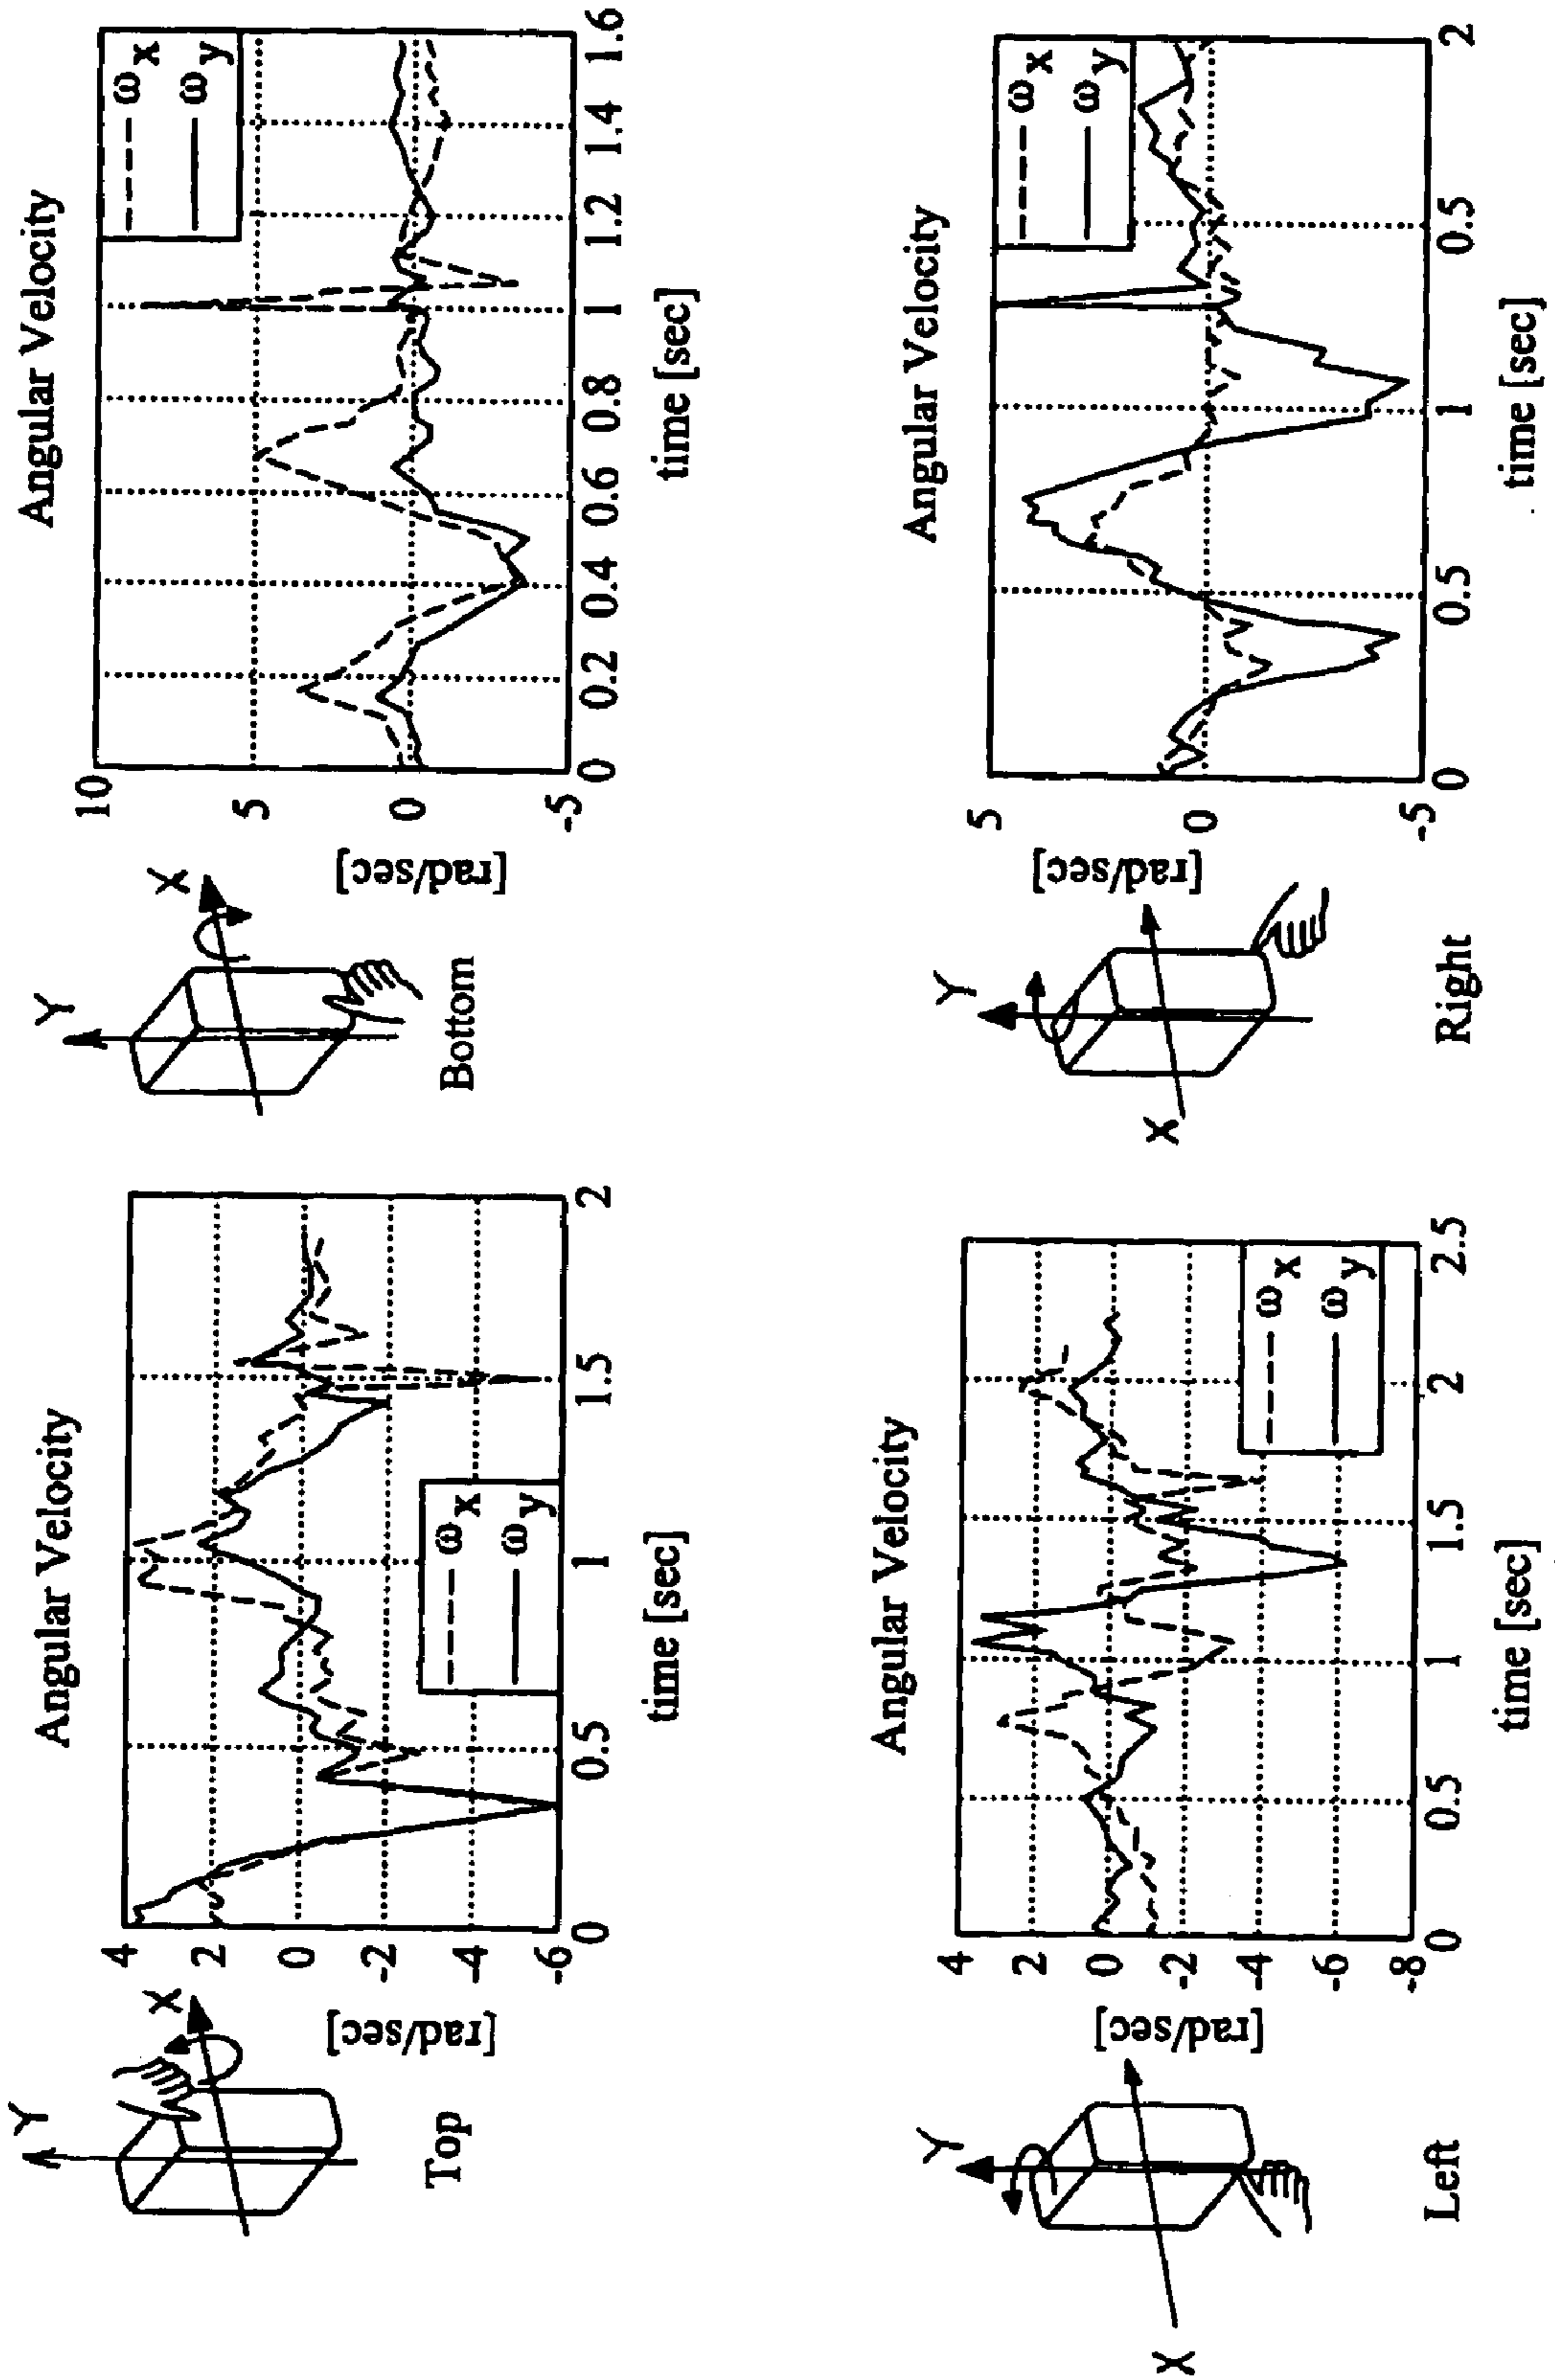 Y
X
Top
Angular Velocity
[rad/sec]
4
2
0
-2
-4
-6
ωx
ωy
0 0.5 1 1.5 2
time [sec]
Y
X
Bottom
Angular Velocity
[rad/sec]
10
5
0
-5
ωx
ωy
0 0.2 0.4 0.6 0.8 1 1.2 1.4 1.6
time [sec]
Y
X
Left
Angular Velocity
[rad/sec]
4
2
0
-2
-4
-6
-8
ωx
ωy
0 0.5 1 1.5 2 2.5
time [sec]
Y
X
Right
Angular Velocity
[rad/sec]
5
0
-5
ωx
ωy
0 0.5 1 0.5 2
time [sec]